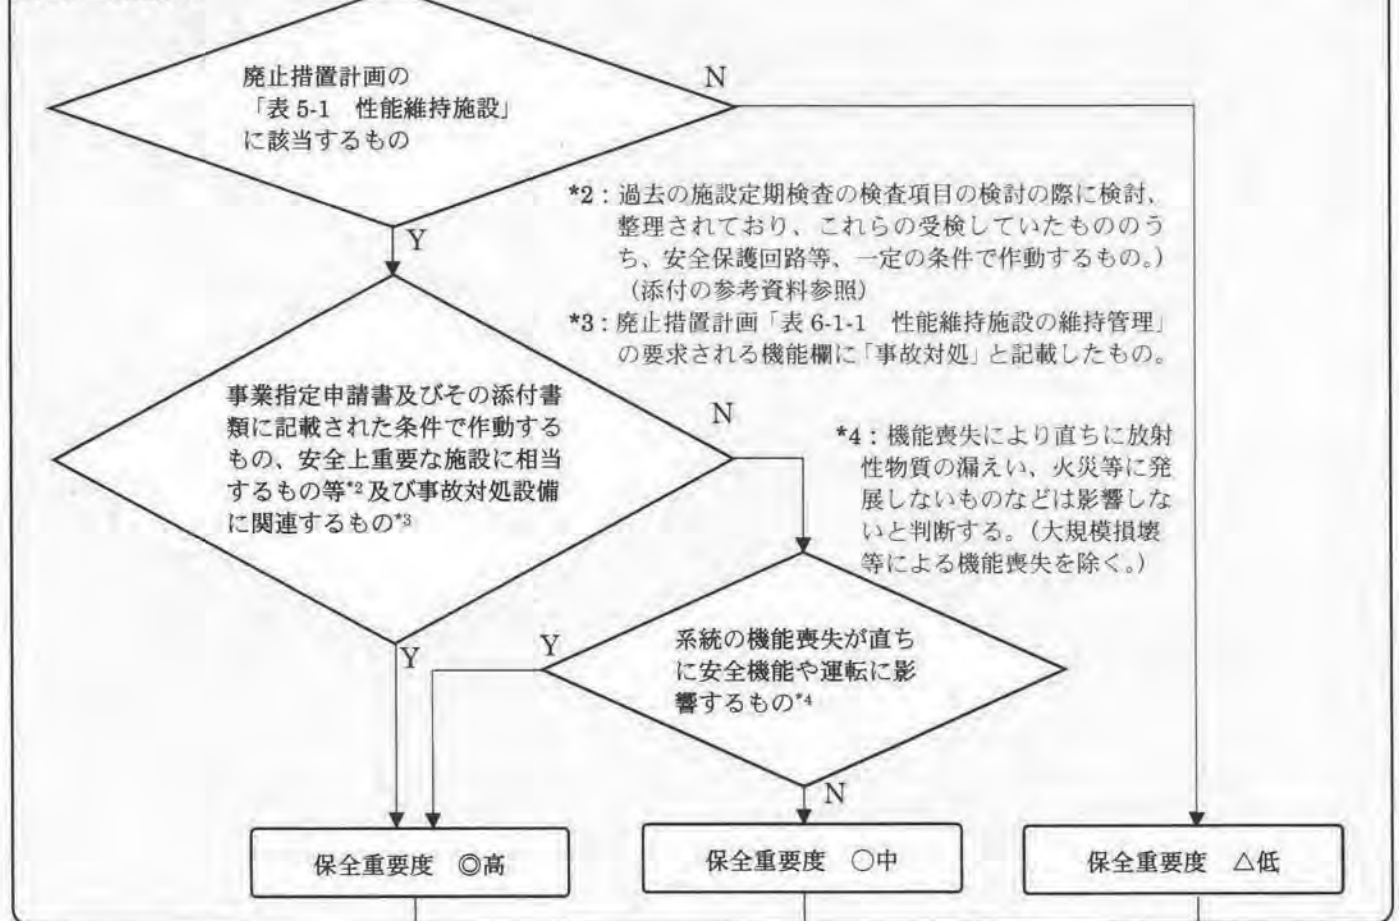 廃止措置計画の
「表 5-1　性能維持施設」
に該当するもの
N
Y
*2：過去の施設定期検査の検査項目の検討の際に検討、
整理されており、これらの受検していたもののう
ち、安全保護回路等、一定の条件で作動するもの。）
（添付の参考資料参照）
*3：廃止措置計画「表 6-1-1　性能維持施設の維持管理」
の要求される機能欄に「事故対処」と記載したもの。
事業指定申請書及びその添付書
類に記載された条件で作動する
もの、安全上重要な施設に相当
するもの等*2 及び事故対処設備
に関連するもの*3
N
Y
*4：機能喪失により直ちに放射
性物質の漏えい、火災等に発
展しないものなどは影響しな
いと判断する。（大規模損壊
等による機能喪失を除く。）
系統の機能喪失が直ち
に安全機能や運転に影
響するもの*4
Y
N
保全重要度　◎高
保全重要度　○中
保全重要度　△低